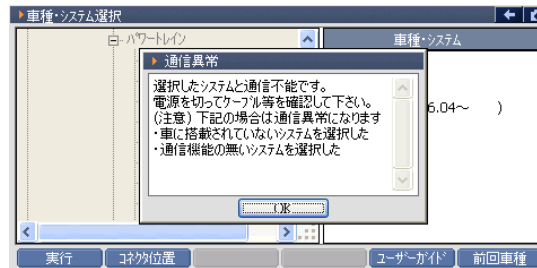 車種・システム選択
パワートレイン
車種・システム
通信異常
選択したシステムと通信不能です。
電源を切ってケーブル等を確認して下さい。
(注意) 下記の場合は通信異常になります
・車に搭載されていないシステムを選択した
・通信機能の無いシステムを選択した
6.04～ )
OK
実行
コネクタ位置
ユーザーガイド
前回車種